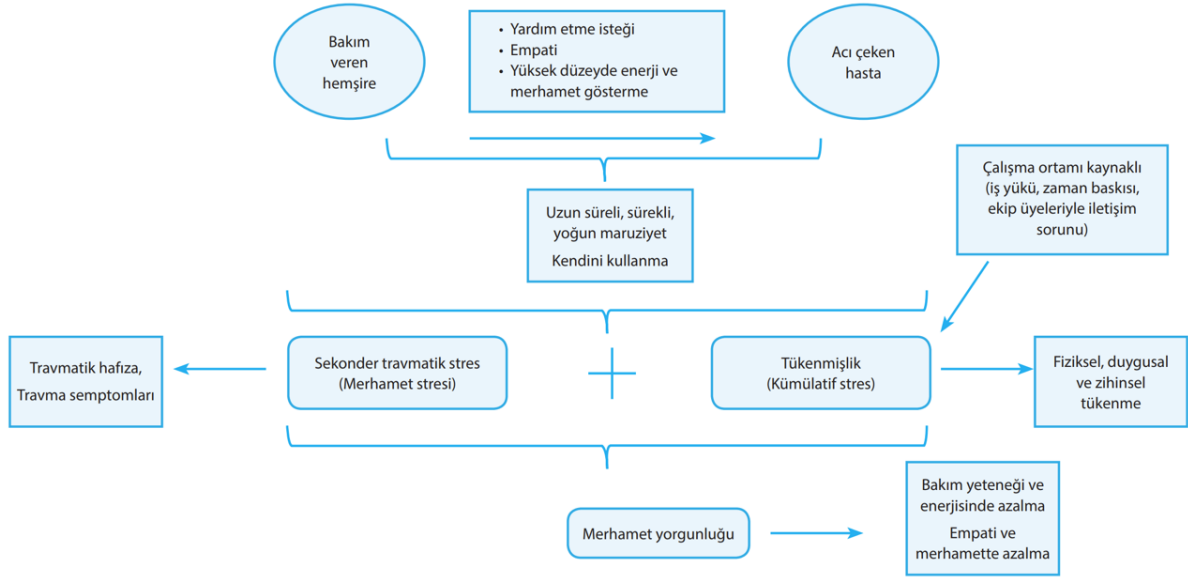 Bakım
veren
hemşire
• Yardım etme isteği
• Empati
• Yüksek düzeyde enerji ve
merhamet gösterme
Acı çeken
hasta
Uzun süreli, sürekli,
yoğun maruziyet
Kendini kullanma
Çalışma ortamı kaynaklı
(iş yükü, zaman baskısı,
ekip üyeleriyle iletişim
sorunu)
Travmatik hafıza,
Travma semptomları
Sekonder travmatik stres
(Merhamet stresi)
Tükenmişlik
(Kümülatif stres)
Fiziksel, duygusal
ve zihinsel
tükenme
Merhamet yorgunluğu
Bakım yeteneği ve
enerjisinde azalma
Empati ve
merhamette azalma